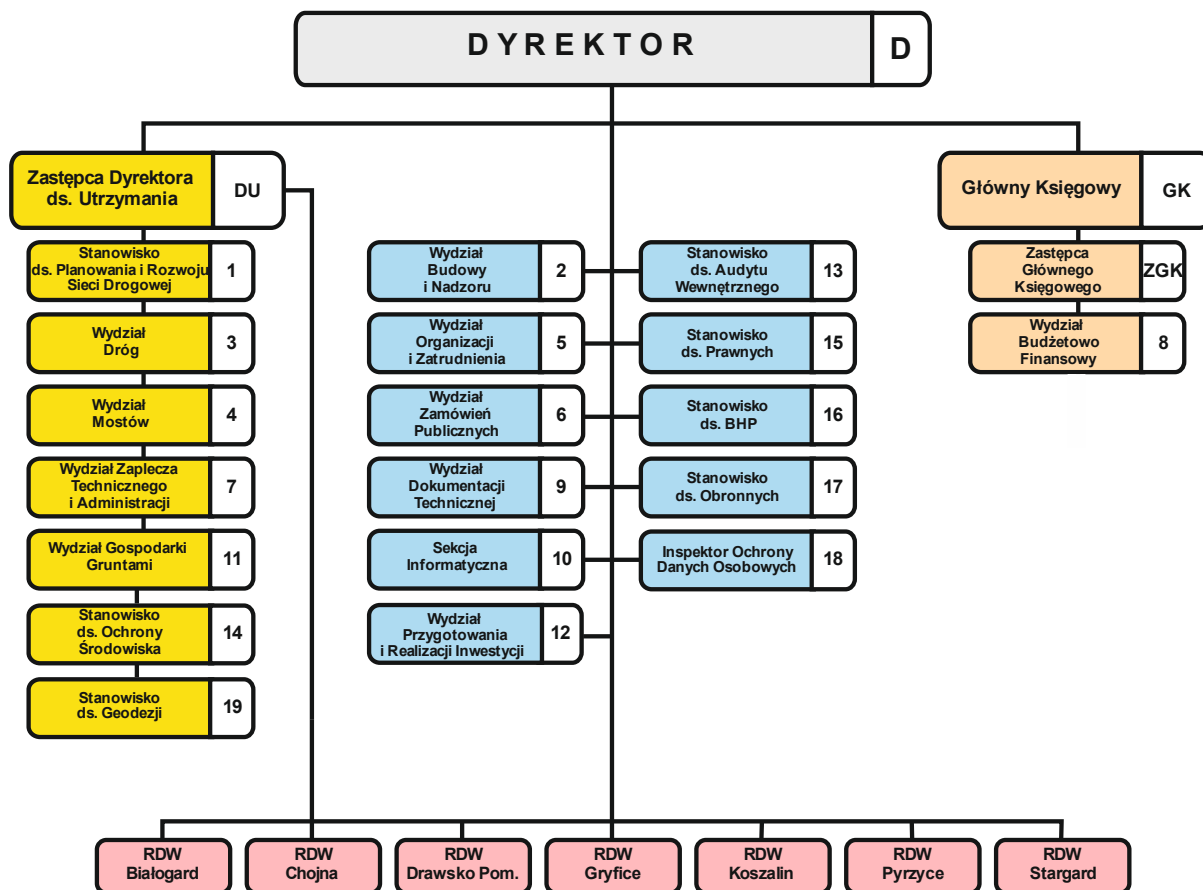 DYREKTOR
D
Zastępca Dyrektora
ds. Utrzymania
DU
Stanowisko
ds. Planowania i Rozwoju
Sieci Drogowej
1
Wydział
Dróg
3
Wydział
Mostów
4
Wydział Zaplecza
Technicznego
i Administracji
7
Wydział Gospodarki
Gruntami
11
Stanowisko
ds. Ochrony
Środowiska
14
Stanowisko
ds. Geodezji
19
Wydział
Budowy
i Nadzoru
2
Wydział
Organizacji
i Zatrudnienia
5
Wydział
Zamówień
Publicznych
6
Wydział
Dokumentacji
Technicznej
9
Sekcja
Informatyczna
10
Wydział
Przygotowania
i Realizacji Inwestycji
12
Stanowisko
ds. Audytu
Wewnętrznego
13
Stanowisko
ds. Prawnych
15
Stanowisko
ds. BHP
16
Stanowisko
ds. Obronnych
17
Inspektor Ochrony
Danych Osobowych
18
Główny Księgowy
GK
Zastępca
Głównego
Księgowego
ZGK
Wydział
Budżetowo
Finansowy
8
RDW
Białogard
RDW
Chojna
RDW
Drawsko Pom.
RDW
Gryfice
RDW
Koszalin
RDW
Pyrzyce
RDW
Stargard